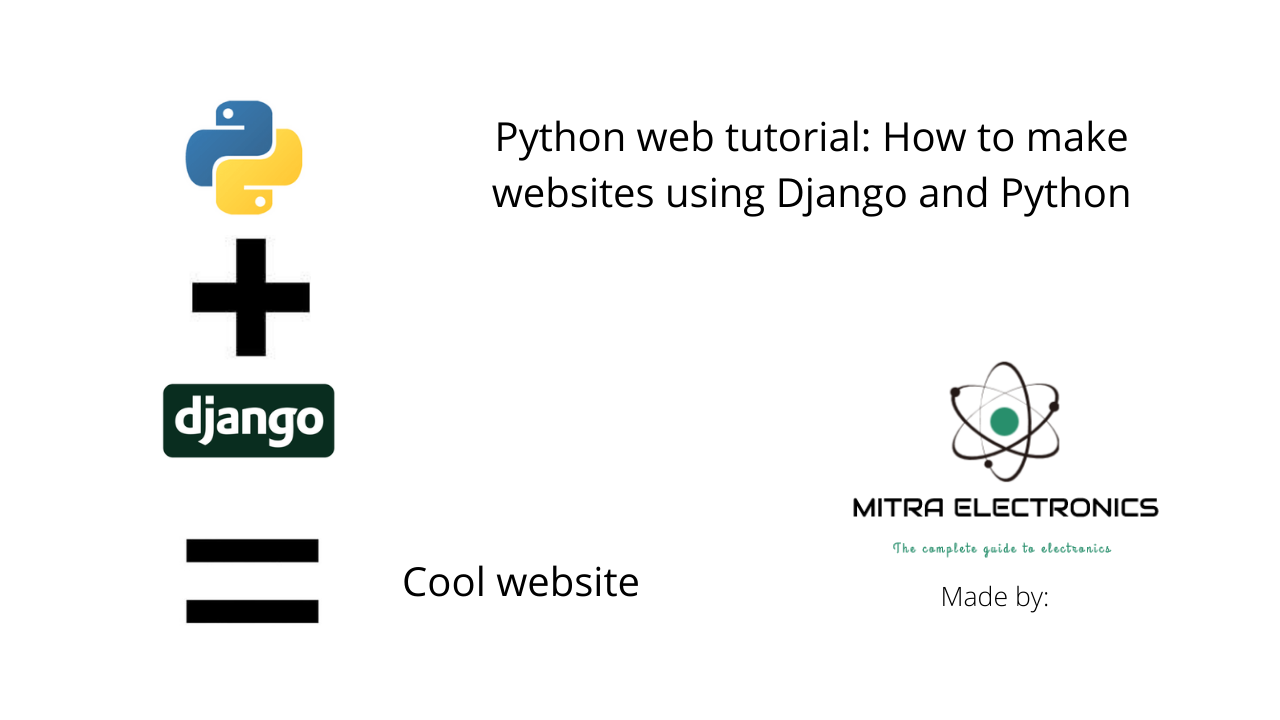 Python web tutorial: How to make
websites using Django and Python
django
MITRA ELECTRONICS
The complete guide to electronics
Cool website
Made by: